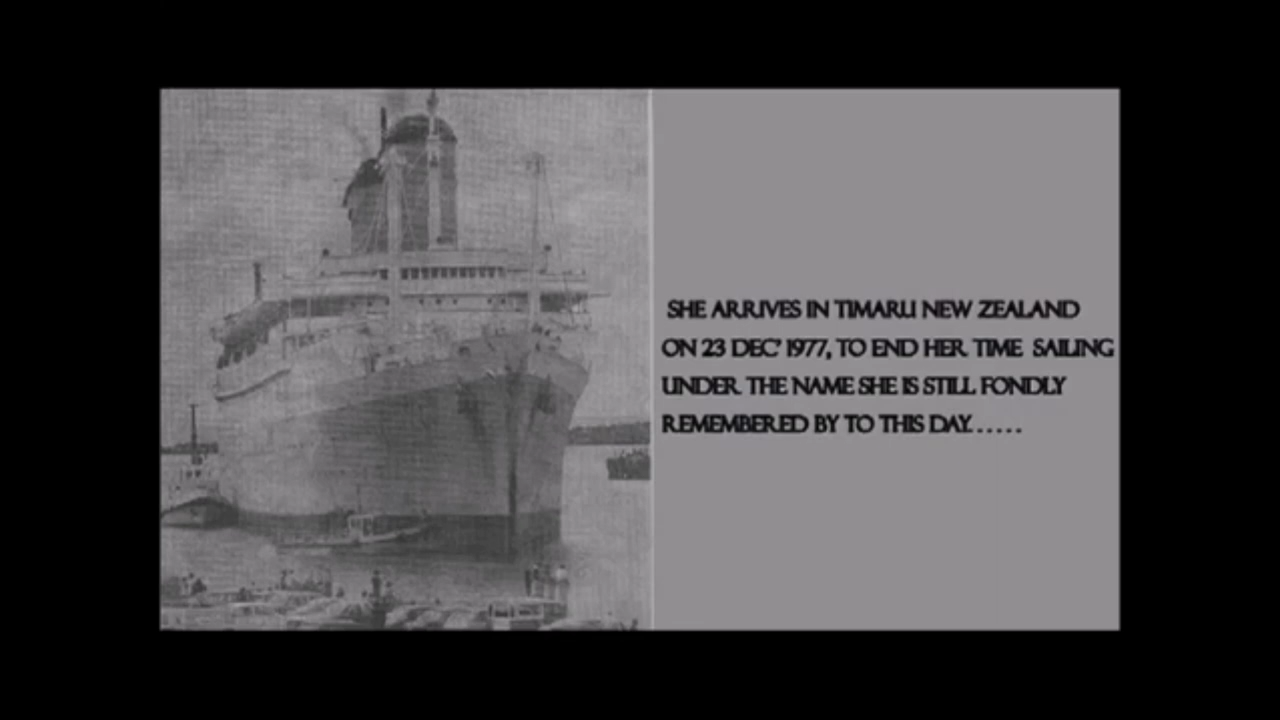 SHE ARRIVES IN TIMARU NEW ZEALAND
ON 23 DEC' 1977, TO END HER TIME SAILING
UNDER THE NAME SHE IS STILL FONDLY
REMEMBERED BY TO THIS DAY......